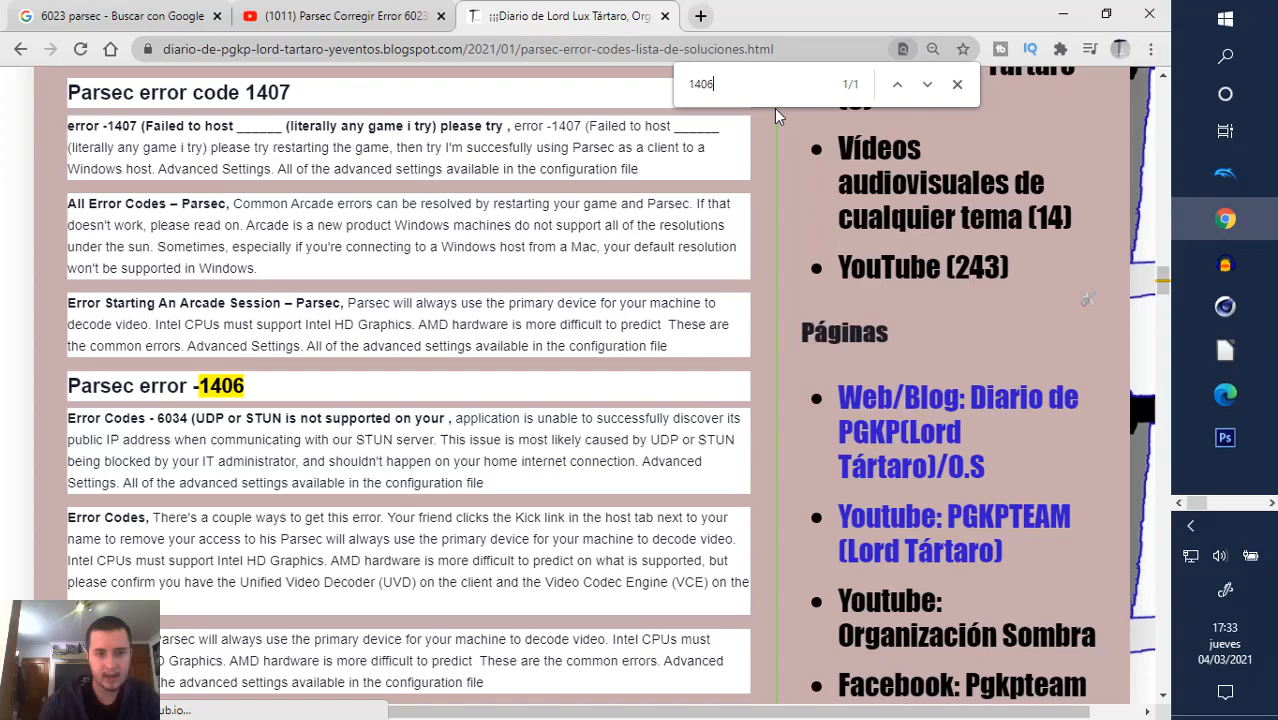 6023 parsec - Buscar con Google
(1011) Parsec Corregir Error 6023
¡¡¡Diario de Lord Lux Tártaro, Org
diario-de-pgkp-lord-tartaro-yeventos.blogspot.com/2021/01/parsec-error-codes-lista-de-soluciones.html
1406
1/1
Parsec error code 1407
error -1407 (Failed to host ______ (literally any game i try) please try , error -1407 (Failed to host ______
(literally any game i try) please try restarting the game, then try I'm succesfully using Parsec as a client to a
Windows host. Advanced Settings. All of the advanced settings available in the configuration file
All Error Codes – Parsec, Common Arcade errors can be resolved by restarting your game and Parsec. If that
doesn't work, please read on. Arcade is a new product Windows machines do not support all of the resolutions
under the sun. Sometimes, especially if you're connecting to a Windows host from a Mac, your default resolution
won't be supported in Windows.
Error Starting An Arcade Session – Parsec, Parsec will always use the primary device for your machine to
decode video. Intel CPUs must support Intel HD Graphics. AMD hardware is more difficult to predict These are
the common errors. Advanced Settings. All of the advanced settings available in the configuration file
Parsec error -1406
Error Codes - 6034 (UDP or STUN is not supported on your , application is unable to successfully discover its
public IP address when communicating with our STUN server. This issue is most likely caused by UDP or STUN
being blocked by your IT administrator, and shouldn't happen on your home internet connection. Advanced
Settings. All of the advanced settings available in the configuration file
Error Codes, There's a couple ways to get this error. Your friend clicks the Kick link in the host tab next to your
name to remove your access to his Parsec will always use the primary device for your machine to decode video.
Intel CPUs must support Intel HD Graphics. AMD hardware is more difficult to predict on what is supported, but
please confirm you have the Unified Video Decoder (UVD) on the client and the Video Codec Engine (VCE) on the
arsec will always use the primary device for your machine to decode video. Intel CPUs must
Graphics. AMD hardware is more difficult to predict These are the common errors. Advanced
the advanced settings available in the configuration file
ub.io...
Vídeos
audiovisuales de
cualquier tema (14)
YouTube (243)
Páginas
Web/Blog: Diario de
PGKP(Lord
Tártaro)/O.S
Youtube: PGKPTEAM
(Lord Tártaro)
Youtube:
Organización Sombra
Facebook: Pgkpteam
Ps
17:33
jueves
04/03/2021